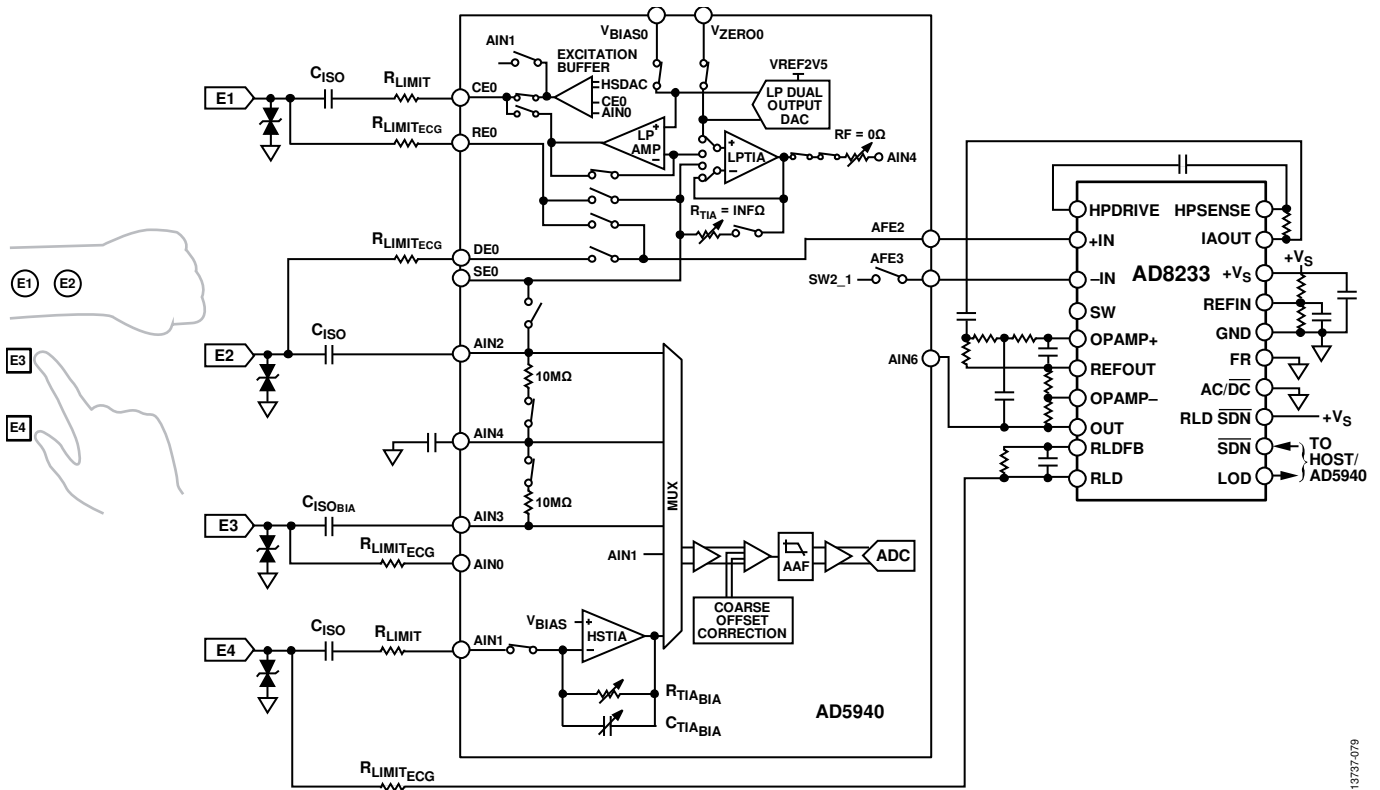 VBIAS0
VZERO0
AIN1
EXCITATION
BUFFER
HSDAC
CE0
AIN0
VREF2V5
LP DUAL
OUTPUT
DAC
E1
CISO
RLIMIT
CE0
RLIMITECG
RE0
+
LP
AMP
–
+
LPTIA
–
RF = 0Ω
AIN4
RTIA = INFΩ
RLIMITECG
DE0
SE0
AFE2
AFE3
SW2_1
E1
E2
E3
E4
E2
CISO
AIN2
10MΩ
AIN4
10MΩ
E3
CISOBIA
AIN3
RLIMITECG
AIN0
AIN6
MUX
AIN1
AAF
ADC
COARSE
OFFSET
CORRECTION
E4
CISO
RLIMIT
AIN1
VBIAS
+
HSTIA
–
RTIABIA
CTIABIA
AD5940
RLIMITECG
HPDRIVE
HPSENSE
+IN
IAOUT
AD8233
–IN
+VS
+VS
SW
REFIN
OPAMP+
GND
REFOUT
FR
OPAMP–
AC/DC
OUT
RLD SDN
+VS
RLDFB
SDN
RLD
LOD
TO
HOST/
AD5940
13737-079